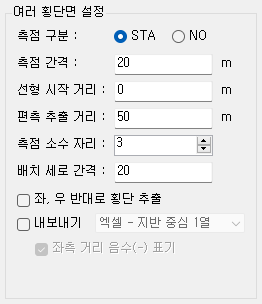 여러 횡단면 설정
측점 구분 : STA NO
측점 간격 : 20 m
선형 시작 거리 : 0 m
편측 추출 거리 : 50 m
측점 소수 자리 : 3
배치 세로 간격 : 20
좌, 우 반대로 횡단 추출
내보내기 엑셀 - 지반 중심 1열
좌측 거리 음수(-) 표기